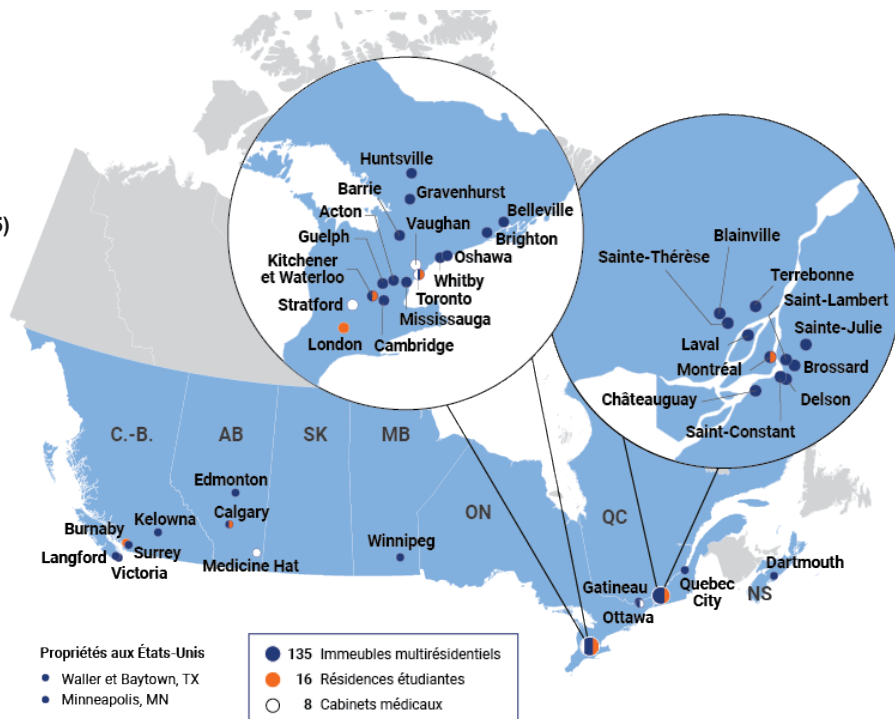 5)
Huntsville
Barrie
Gravenhurst
Acton
Vaughan
Belleville
Guelph
Brighton
Kitchener
et Waterloo
Oshawa
Whitby
Stratford
Toronto
Mississauga
London
Cambridge
Blainville
Sainte-Thérèse
Terrebonne
Saint-Lambert
Sainte-Julie
Laval
Montréal
Brossard
Châteauguay
Delson
Saint-Constant
C.-B.
AB
SK
MB
ON
QC
NS
Edmonton
Calgary
Kelowna
Burnaby
Surrey
Langford
Victoria
Medicine Hat
Winnipeg
Gatineau
Ottawa
Quebec
City
Dartmouth
Propriétés aux États-Unis
Waller et Baytown, TX
Minneapolis, MN
135 Immeubles multirésidentiels
16 Résidences étudiantes
8 Cabinets médicaux